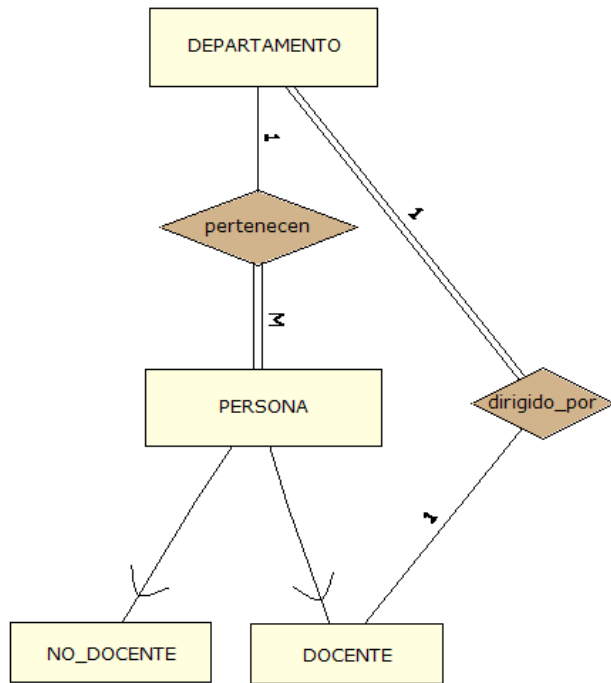 DEPARTAMENTO
1
1
pertenecen
M
dirigido_por
PERSONA
1
NO_DOCENTE
DOCENTE